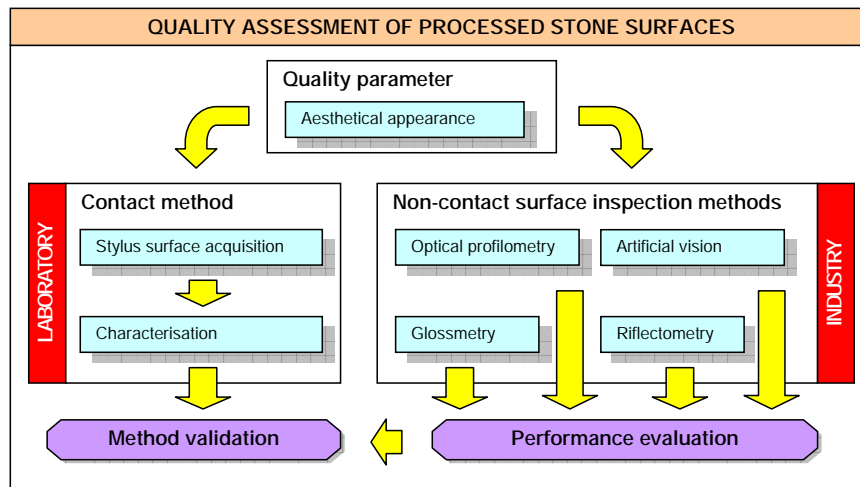 QUALITY ASSESSMENT OF PROCESSED STONE SURFACES
Quality parameter
Aesthetical appearance
LABORATORY
Contact method
Stylus surface acquisition
Characterisation
Non-contact surface inspection methods
Optical profilometry
Artificial vision
Glossmetry
Riflectometry
INDUSTRY
Method validation
Performance evaluation